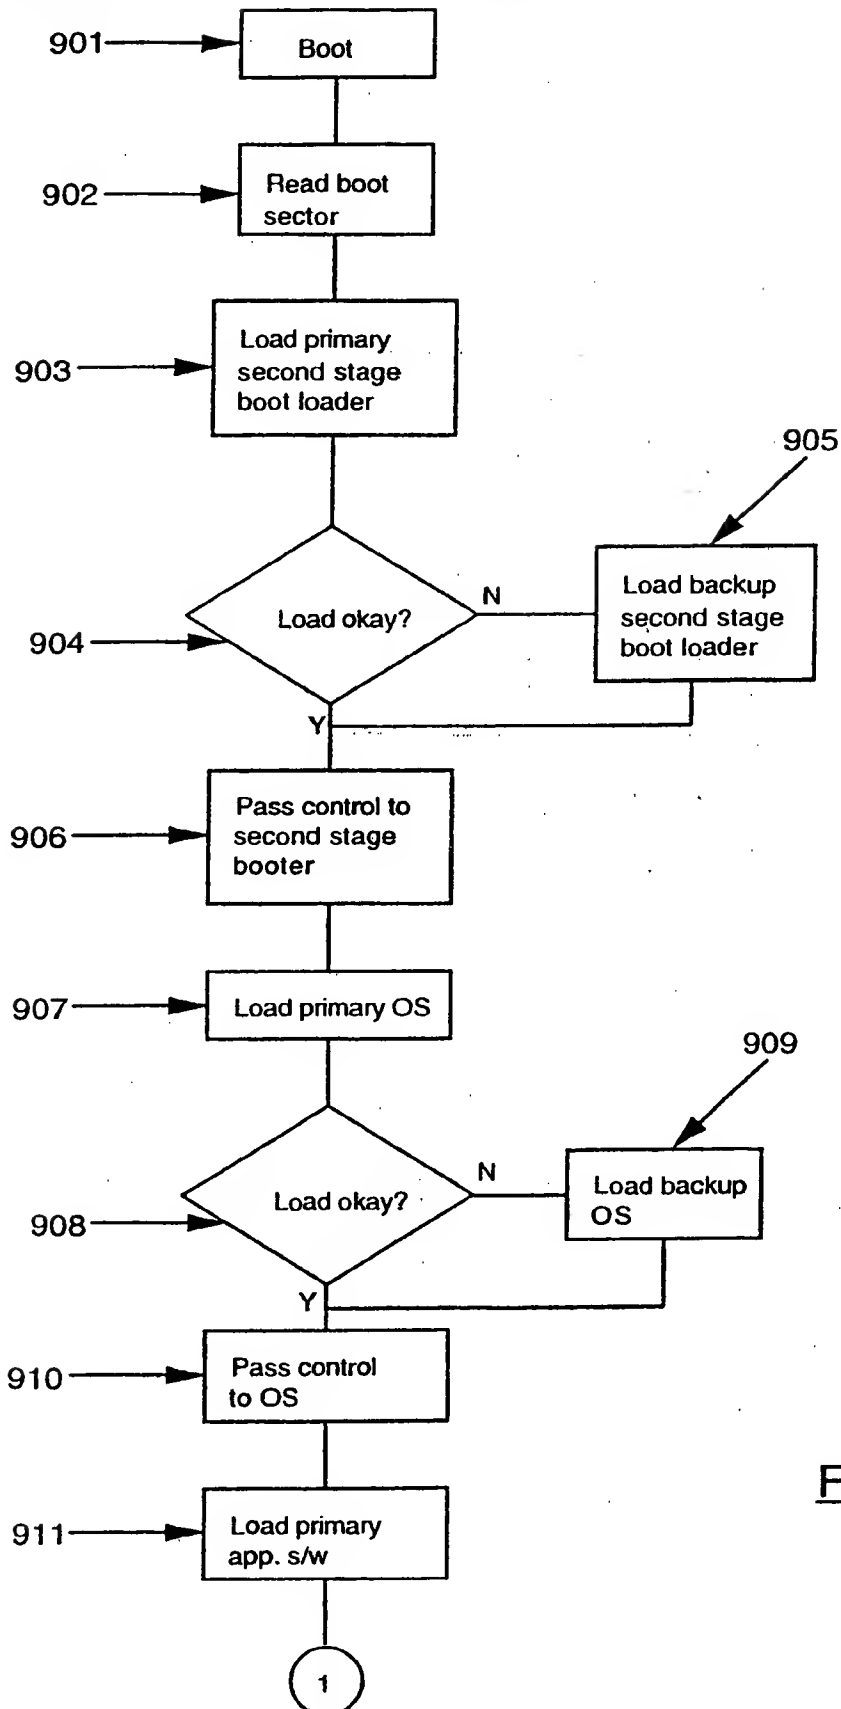 901
Boot
902
Read boot
sector
903
Load primary
second stage
boot loader
905
904
Load okay?
N
Load backup
second stage
boot loader
Y
906
Pass control to
second stage
booter
907
Load primary OS
909
908
Load okay?
N
Load backup
OS
Y
910
Pass control
to OS
F
911
Load primary
app. s/w
1